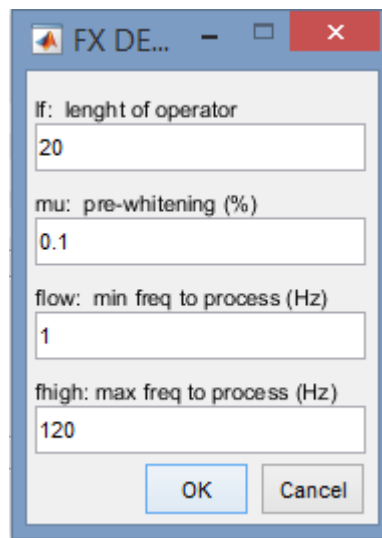 FX DE...
lf: lenght of operator
20
mu: pre-whitening (%)
0.1
flow: min freq to process (Hz)
1
fhigh: max freq to process (Hz)
120
OK Cancel